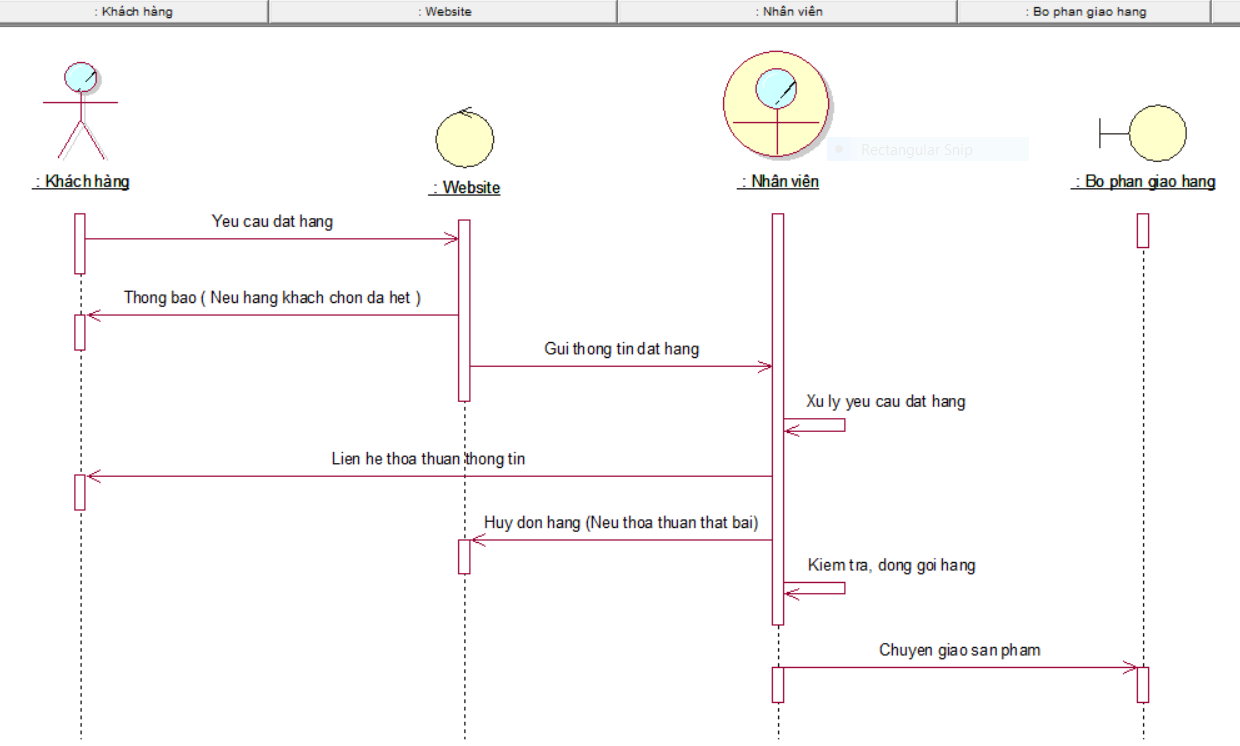 : Khách hàng
: Website
: Nhân viên
: Bo phan giao hang
Rectangular Snip
: Khách hàng
: Website
: Nhân viên
: Bo phan giao hang
Yeu cau dat hang
Thong bao ( Neu hang khach chon da het )
Gui thong tin dat hang
Xu ly yeu cau dat hang
Lien he thoa thuan thong tin
Huy don hang (Neu thoa thuan that bai)
Kiem tra, dong goi hang
Chuyen giao san pham